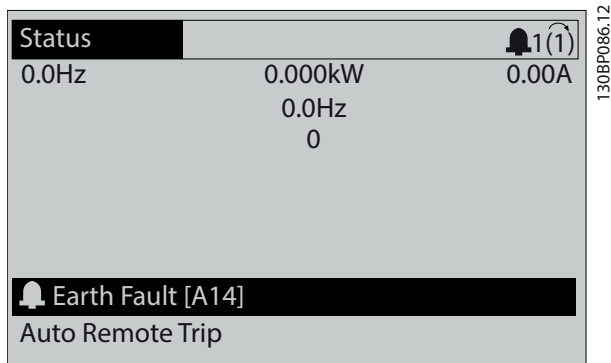 Status 1(1)
0.0Hz 0.000kW 0.00A
0.0Hz
0
Earth Fault [A14]
Auto Remote Trip
130BP086.12